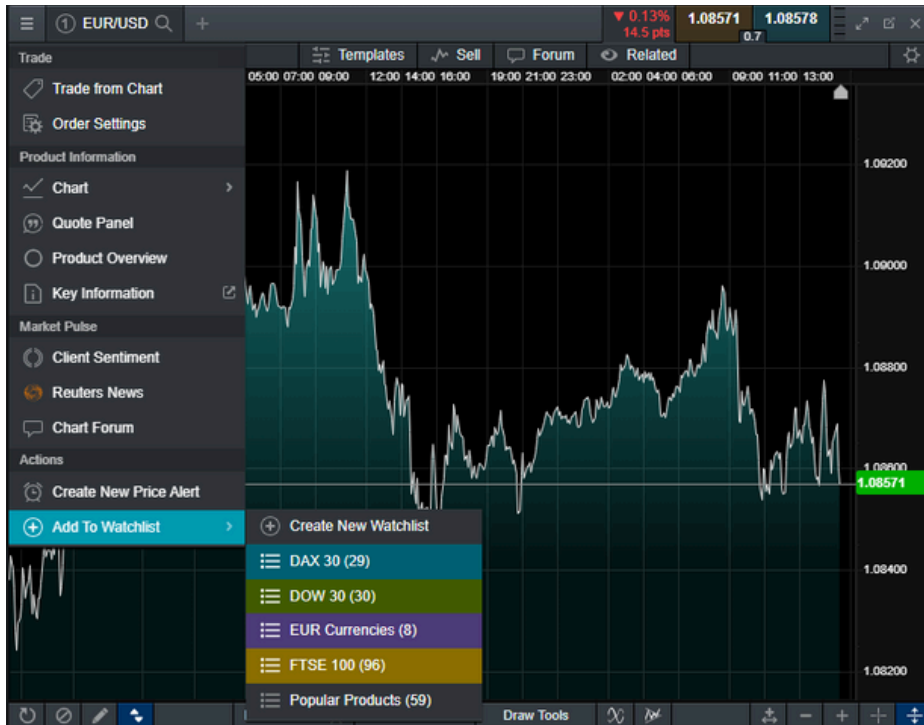 1 EUR/USD
0.13%
14.5 pts
1.08571
1.08578
0.7
Trade
Templates
Sell
Forum
Related
05:00 07:00 09:00 12:00 14:00 16:00 19:00 21:00 23:00 02:00 04:00 06:00 09:00 11:00 13:00
Trade from Chart
Order Settings
Product Information
Chart
Quote Panel
Product Overview
Key Information
Market Pulse
Client Sentiment
Reuters News
Chart Forum
Actions
Create New Price Alert
Add To Watchlist
Create New Watchlist
DAX 30 (29)
DOW 30 (30)
EUR Currencies (8)
FTSE 100 (96)
Popular Products (59)
1.09200
1.09000
1.08800
1.08600
1.08571
1.08400
1.08200
Draw Tools